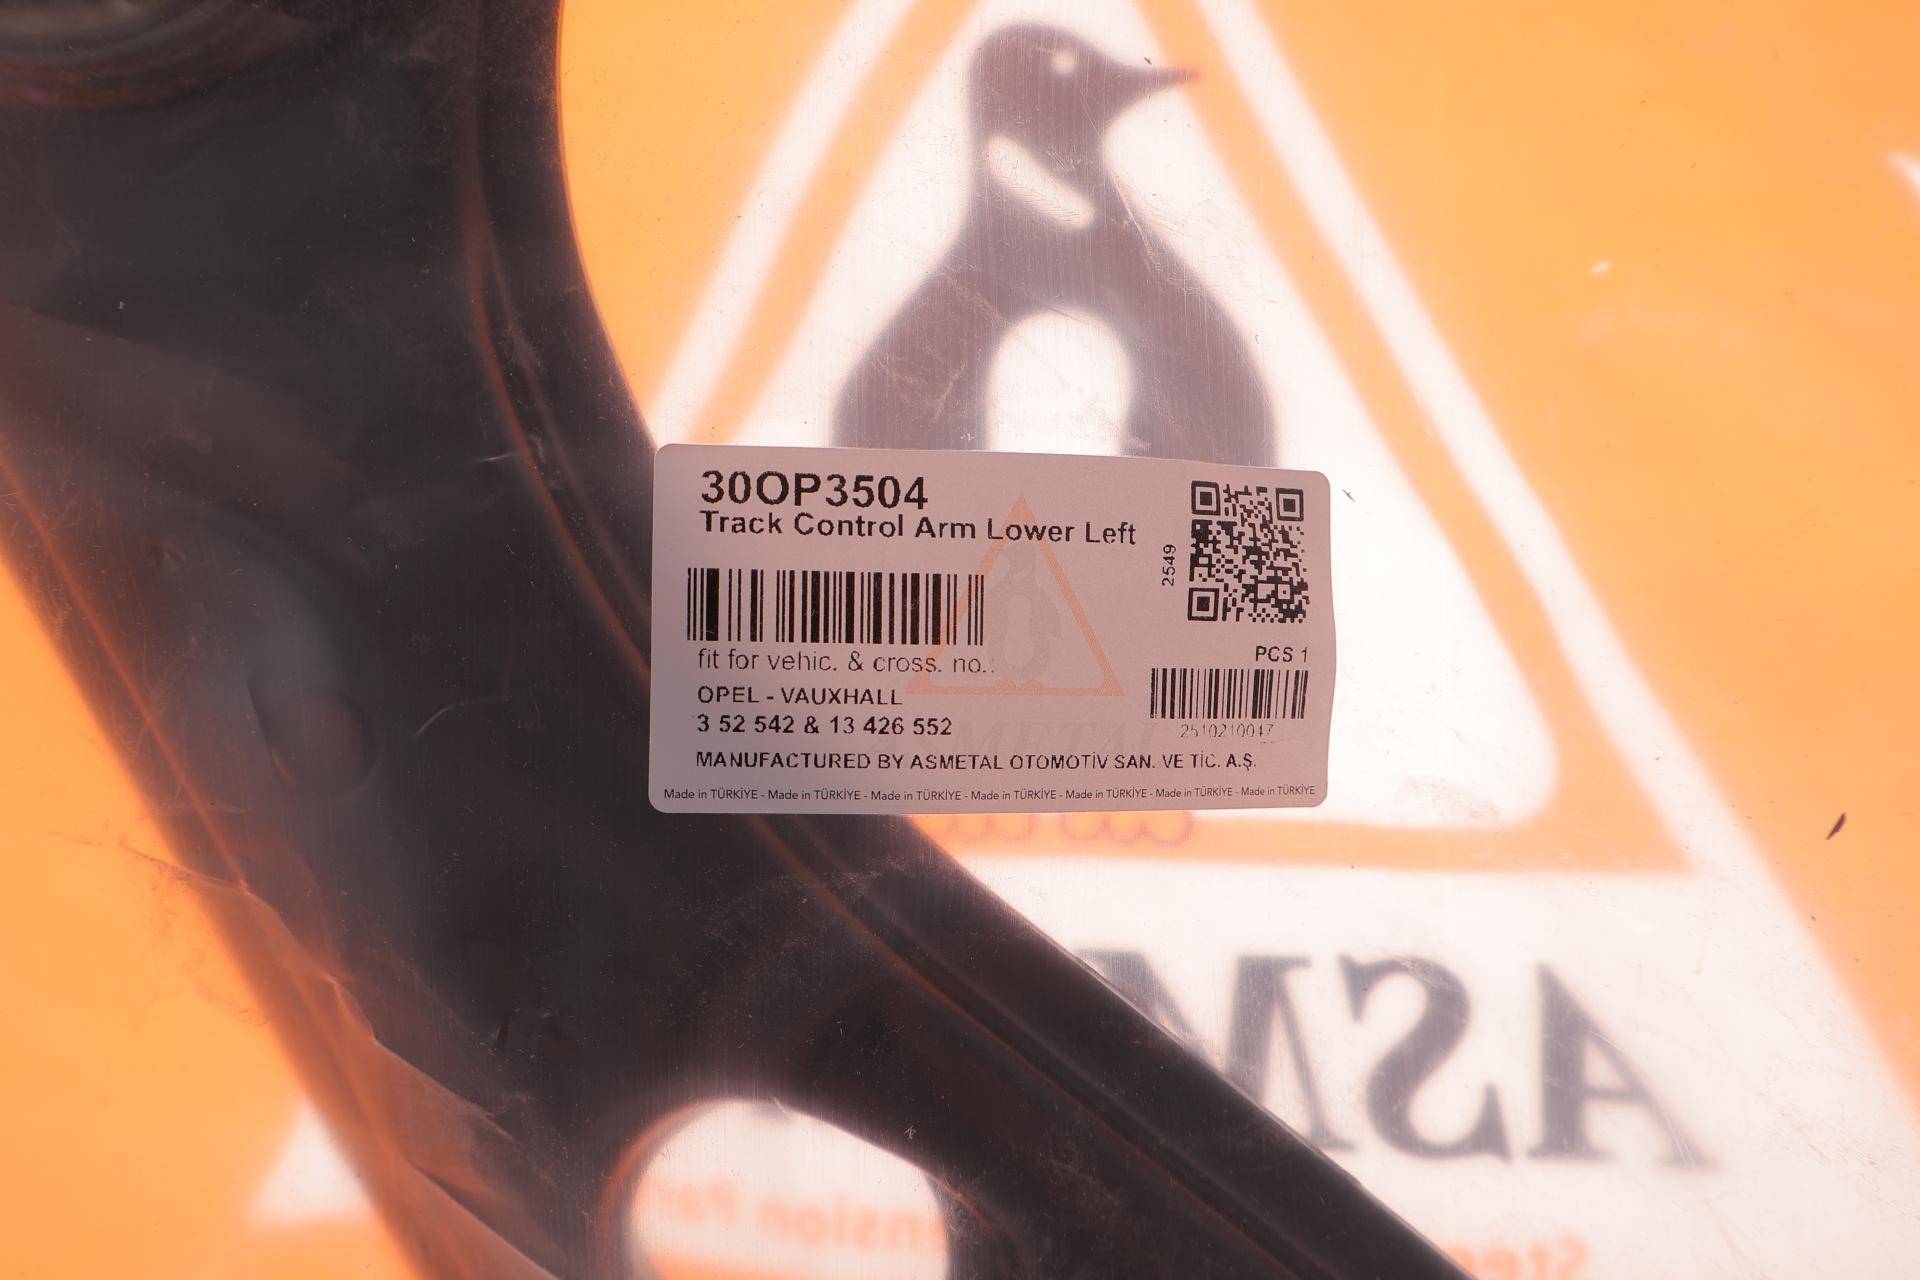 30OP3504
Track Control Arm Lower Left
2549
fit for vehic. & cross. no.:
PCS 1
OPEL - VAUXHALL
3 52 542 & 13 426 552
2510210047
MANUFACTURED BY ASMETAL OTOMOTİV SAN. VE TİC. A.Ş.
Made in TÜRKİYE - Made in TÜRKİYE - Made in TÜRKİYE - Made in TÜRKİYE - Made in TÜRKİYE - Made in TÜRKİYE - Made in TÜRKİYE
ASMETAL